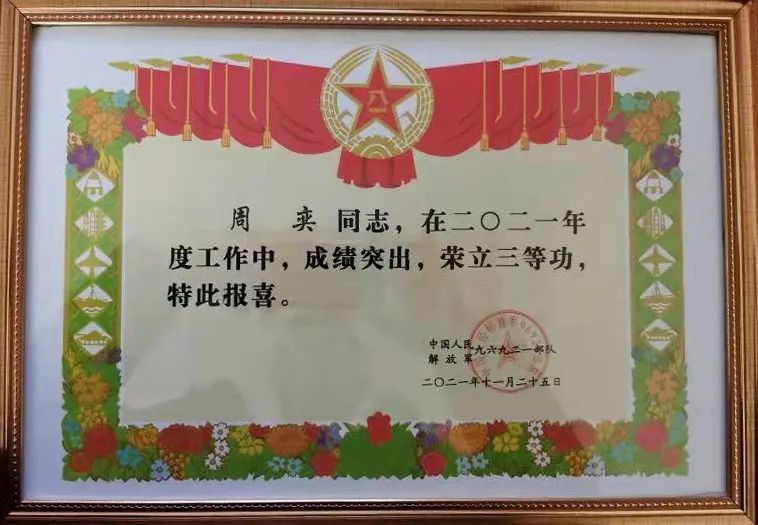 周 奕 同志，在二〇二一年
度工作中，成绩突出，荣立三等功，
特此报喜。
中国人民
解放军 九六九二一部队
二〇二一年十一月二十五日